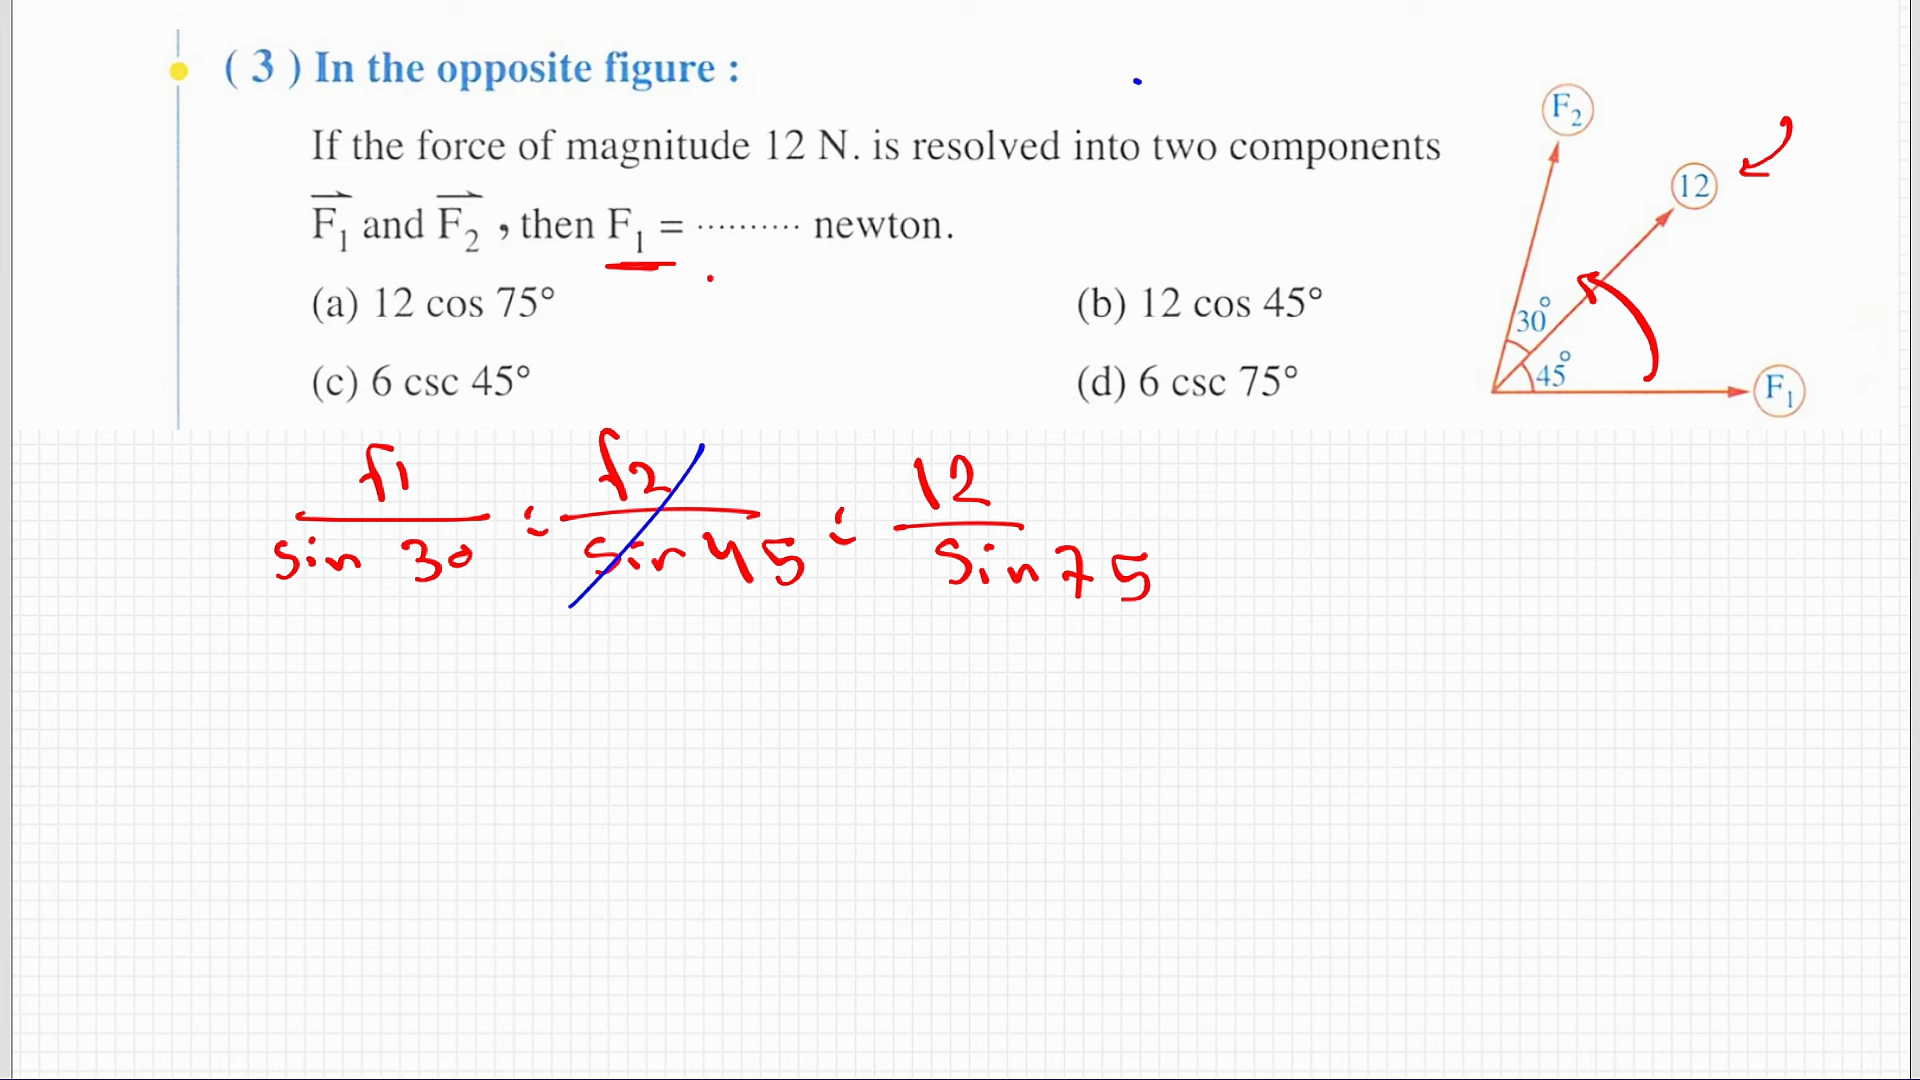 ( 3 ) In the opposite figure :
If the force of magnitude 12 N. is resolved into two components
F₁ and F₂ , then F₁ = ·········· newton.
(a) 12 cos 75°
(b) 12 cos 45°
(c) 6 csc 45°
(d) 6 csc 75°
F₂
12
30°
45°
F₁
f1 / sin 30 = f2 / sin 45 = 12 / sin 75